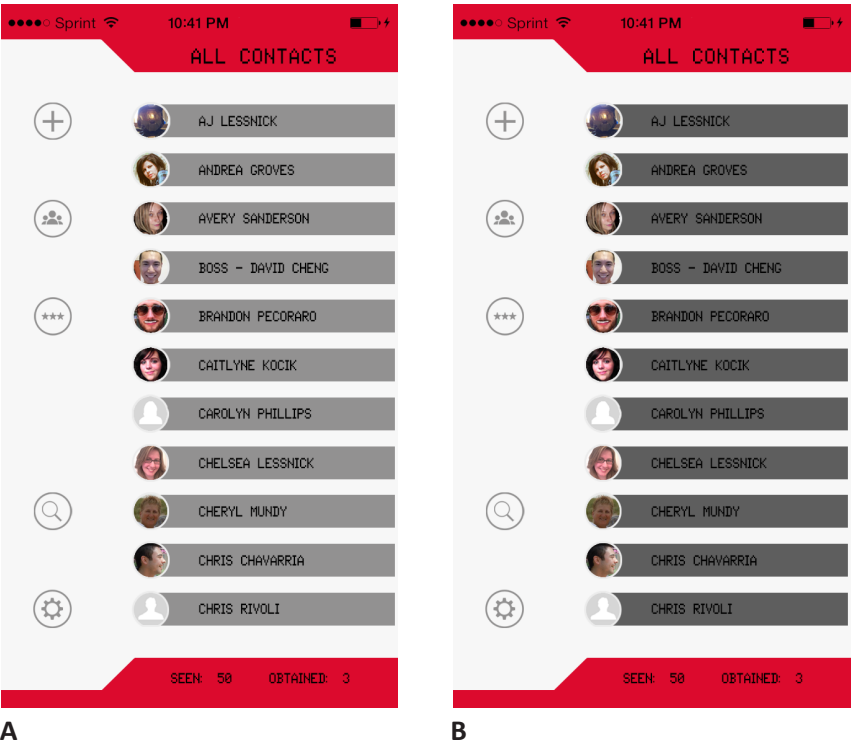 Sprint 10:41 PM
ALL CONTACTS
AJ LESSNICK
ANDREA GROVES
AVERY SANDERSON
BOSS - DAVID CHENG
BRANDON PECORARO
CAITLYNE KOCIK
CAROLYN PHILLIPS
CHELSEA LESSNICK
CHERYL MUNDY
CHRIS CHAVARRIA
CHRIS RIVOLI
SEEN: 50 OBTAINED: 3
A
Sprint 10:41 PM
ALL CONTACTS
AJ LESSNICK
ANDREA GROVES
AVERY SANDERSON
BOSS - DAVID CHENG
BRANDON PECORARO
CAITLYNE KOCIK
CAROLYN PHILLIPS
CHELSEA LESSNICK
CHERYL MUNDY
CHRIS CHAVARRIA
CHRIS RIVOLI
SEEN: 50 OBTAINED: 3
B